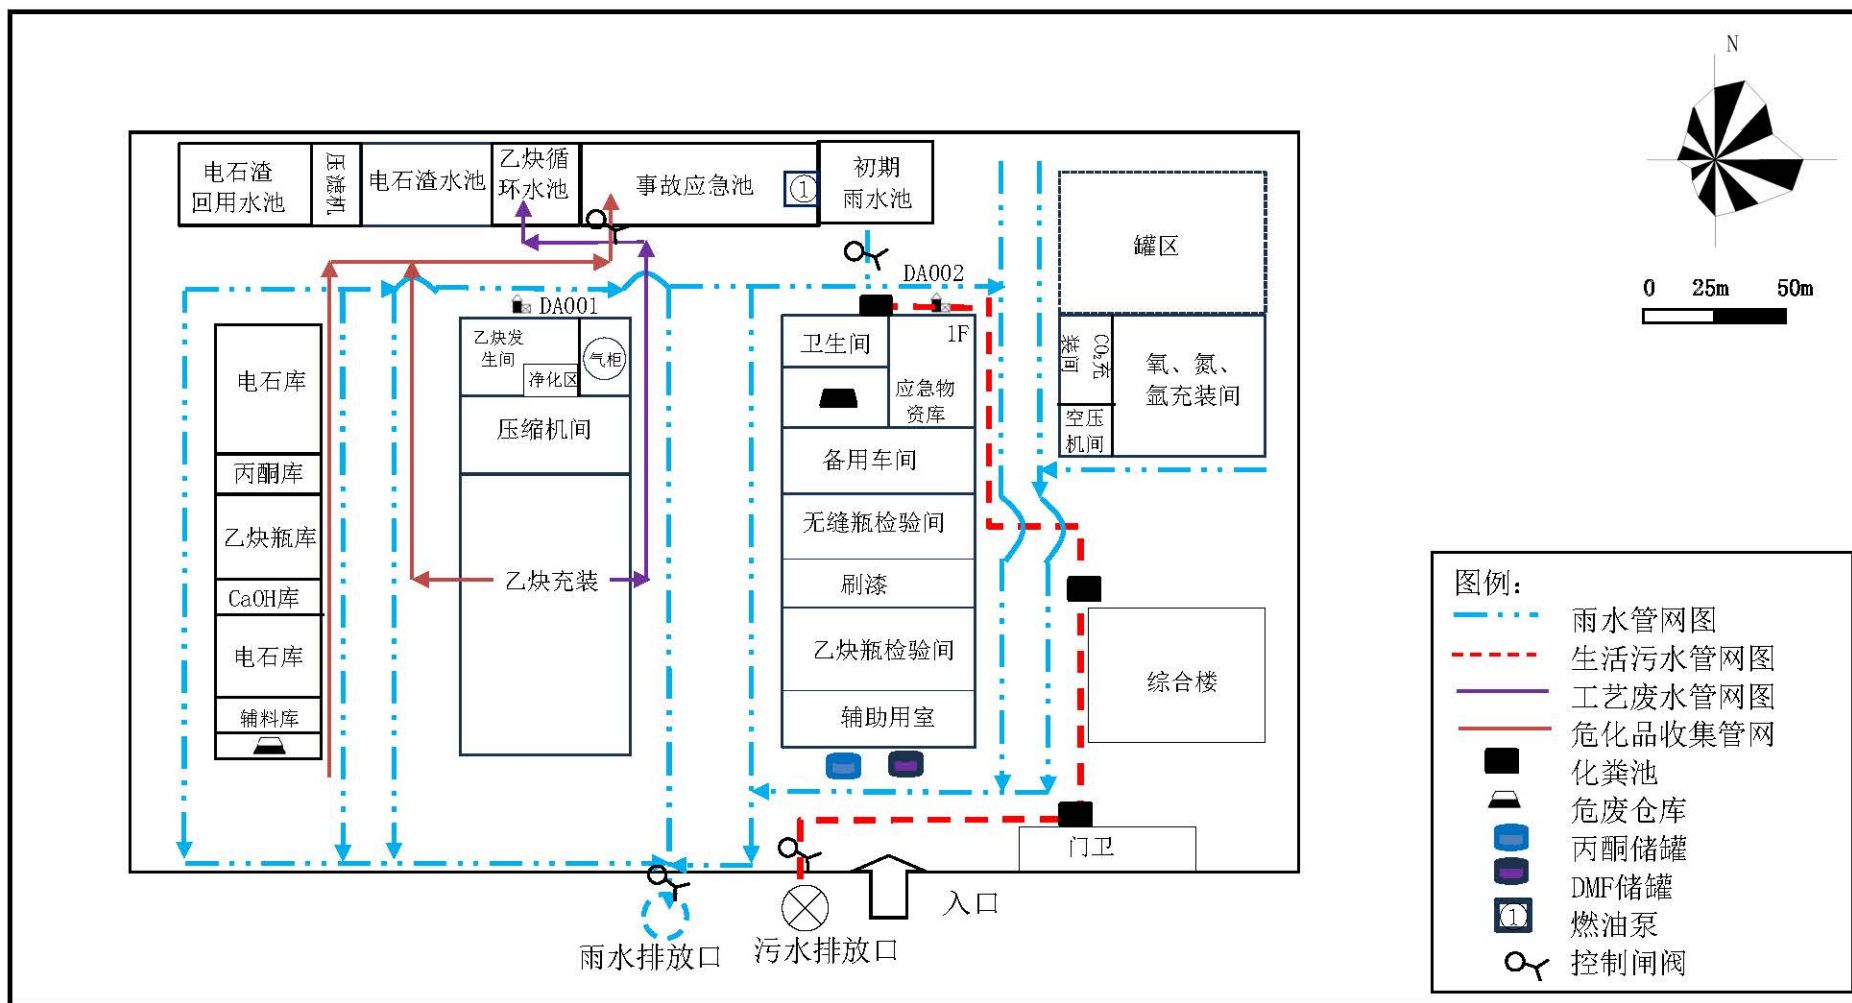 N
0 25m 50m
电石渣
回用水池
压滤机
电石渣水池
乙炔循
环水池
事故应急池
①
初期
雨水池
罐区
DA001
DA002
电石库
丙酮库
乙炔瓶库
CaOH库
电石库
辅料库
乙炔发
生间
净化区
气柜
压缩机间
乙炔充装
卫生间
1F
应急物
资库
备用车间
无缝瓶检验间
刷漆
乙炔瓶检验间
辅助用室
CO₂充
装间
空压
机间
氧、氮、
氩充装间
综合楼
门卫
入口
雨水排放口
污水排放口
图例：
雨水管网图
生活污水管网图
工艺废水管网图
危化品收集管网
化粪池
危废仓库
丙酮储罐
DMF储罐
①
燃油泵
控制闸阀